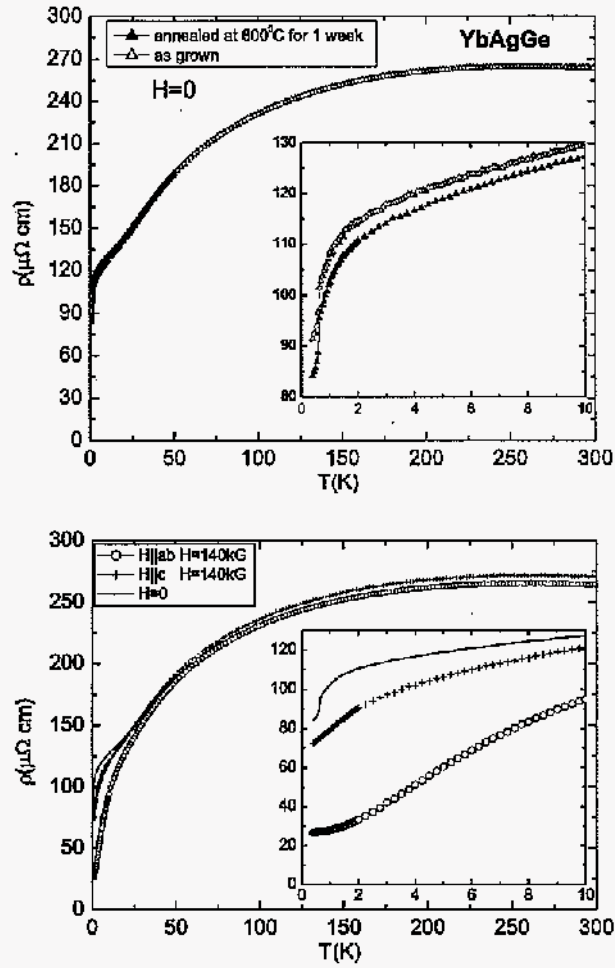 annealed at 600°C for 1 week
as grown
YbAgGe
H=0
300
270
240
210
180
150
120
90
60
30
0
ρ(μΩ cm)
130
120
110
100
90
80
0 2 4 6 8 10
0 50 100 150 200 250 300
T(K)
H||ab H=140kG
H||c H=140kG
H=0
300
250
200
150
100
50
0
ρ(μΩ cm)
120
100
80
60
40
20
0
0 2 4 6 8 10
0 50 100 150 200 250 300
T(K)